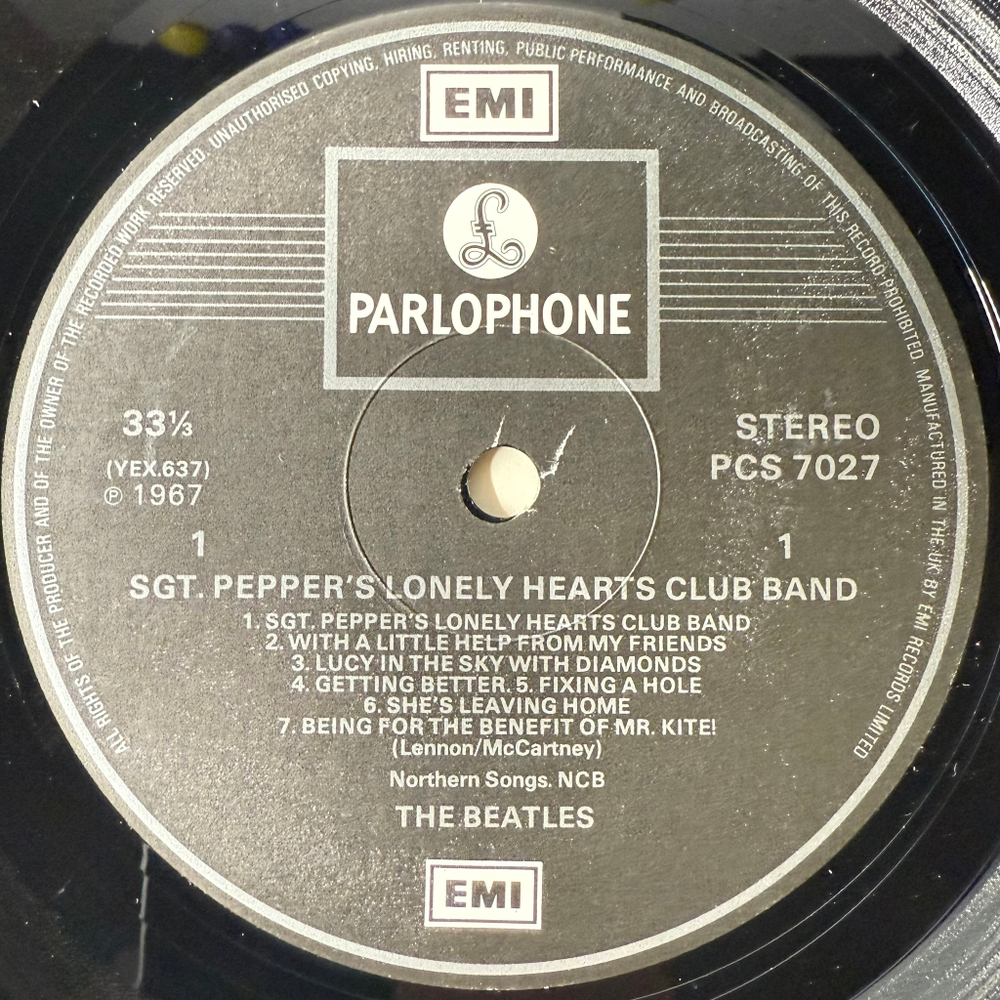 ALL RIGHTS OF THE PRODUCER AND OF THE OWNER OF THE RECORDED WORK RESERVED. UNAUTHORISED COPYING, HIRING, RENTING, PUBLIC PERFORMANCE AND BROADCASTING OF THIS RECORD PROHIBITED. MANUFACTURED IN THE UK BY EMI RECORDS LIMITED
EMI
£
PARLOPHONE
33⅓
STEREO
(YEX.637)
PCS 7027
℗ 1967
1
1
SGT. PEPPER'S LONELY HEARTS CLUB BAND
1. SGT. PEPPER'S LONELY HEARTS CLUB BAND
2. WITH A LITTLE HELP FROM MY FRIENDS
3. LUCY IN THE SKY WITH DIAMONDS
4. GETTING BETTER. 5. FIXING A HOLE
6. SHE'S LEAVING HOME
7. BEING FOR THE BENEFIT OF MR. KITE!
(Lennon/McCartney)
Northern Songs. NCB
THE BEATLES
EMI